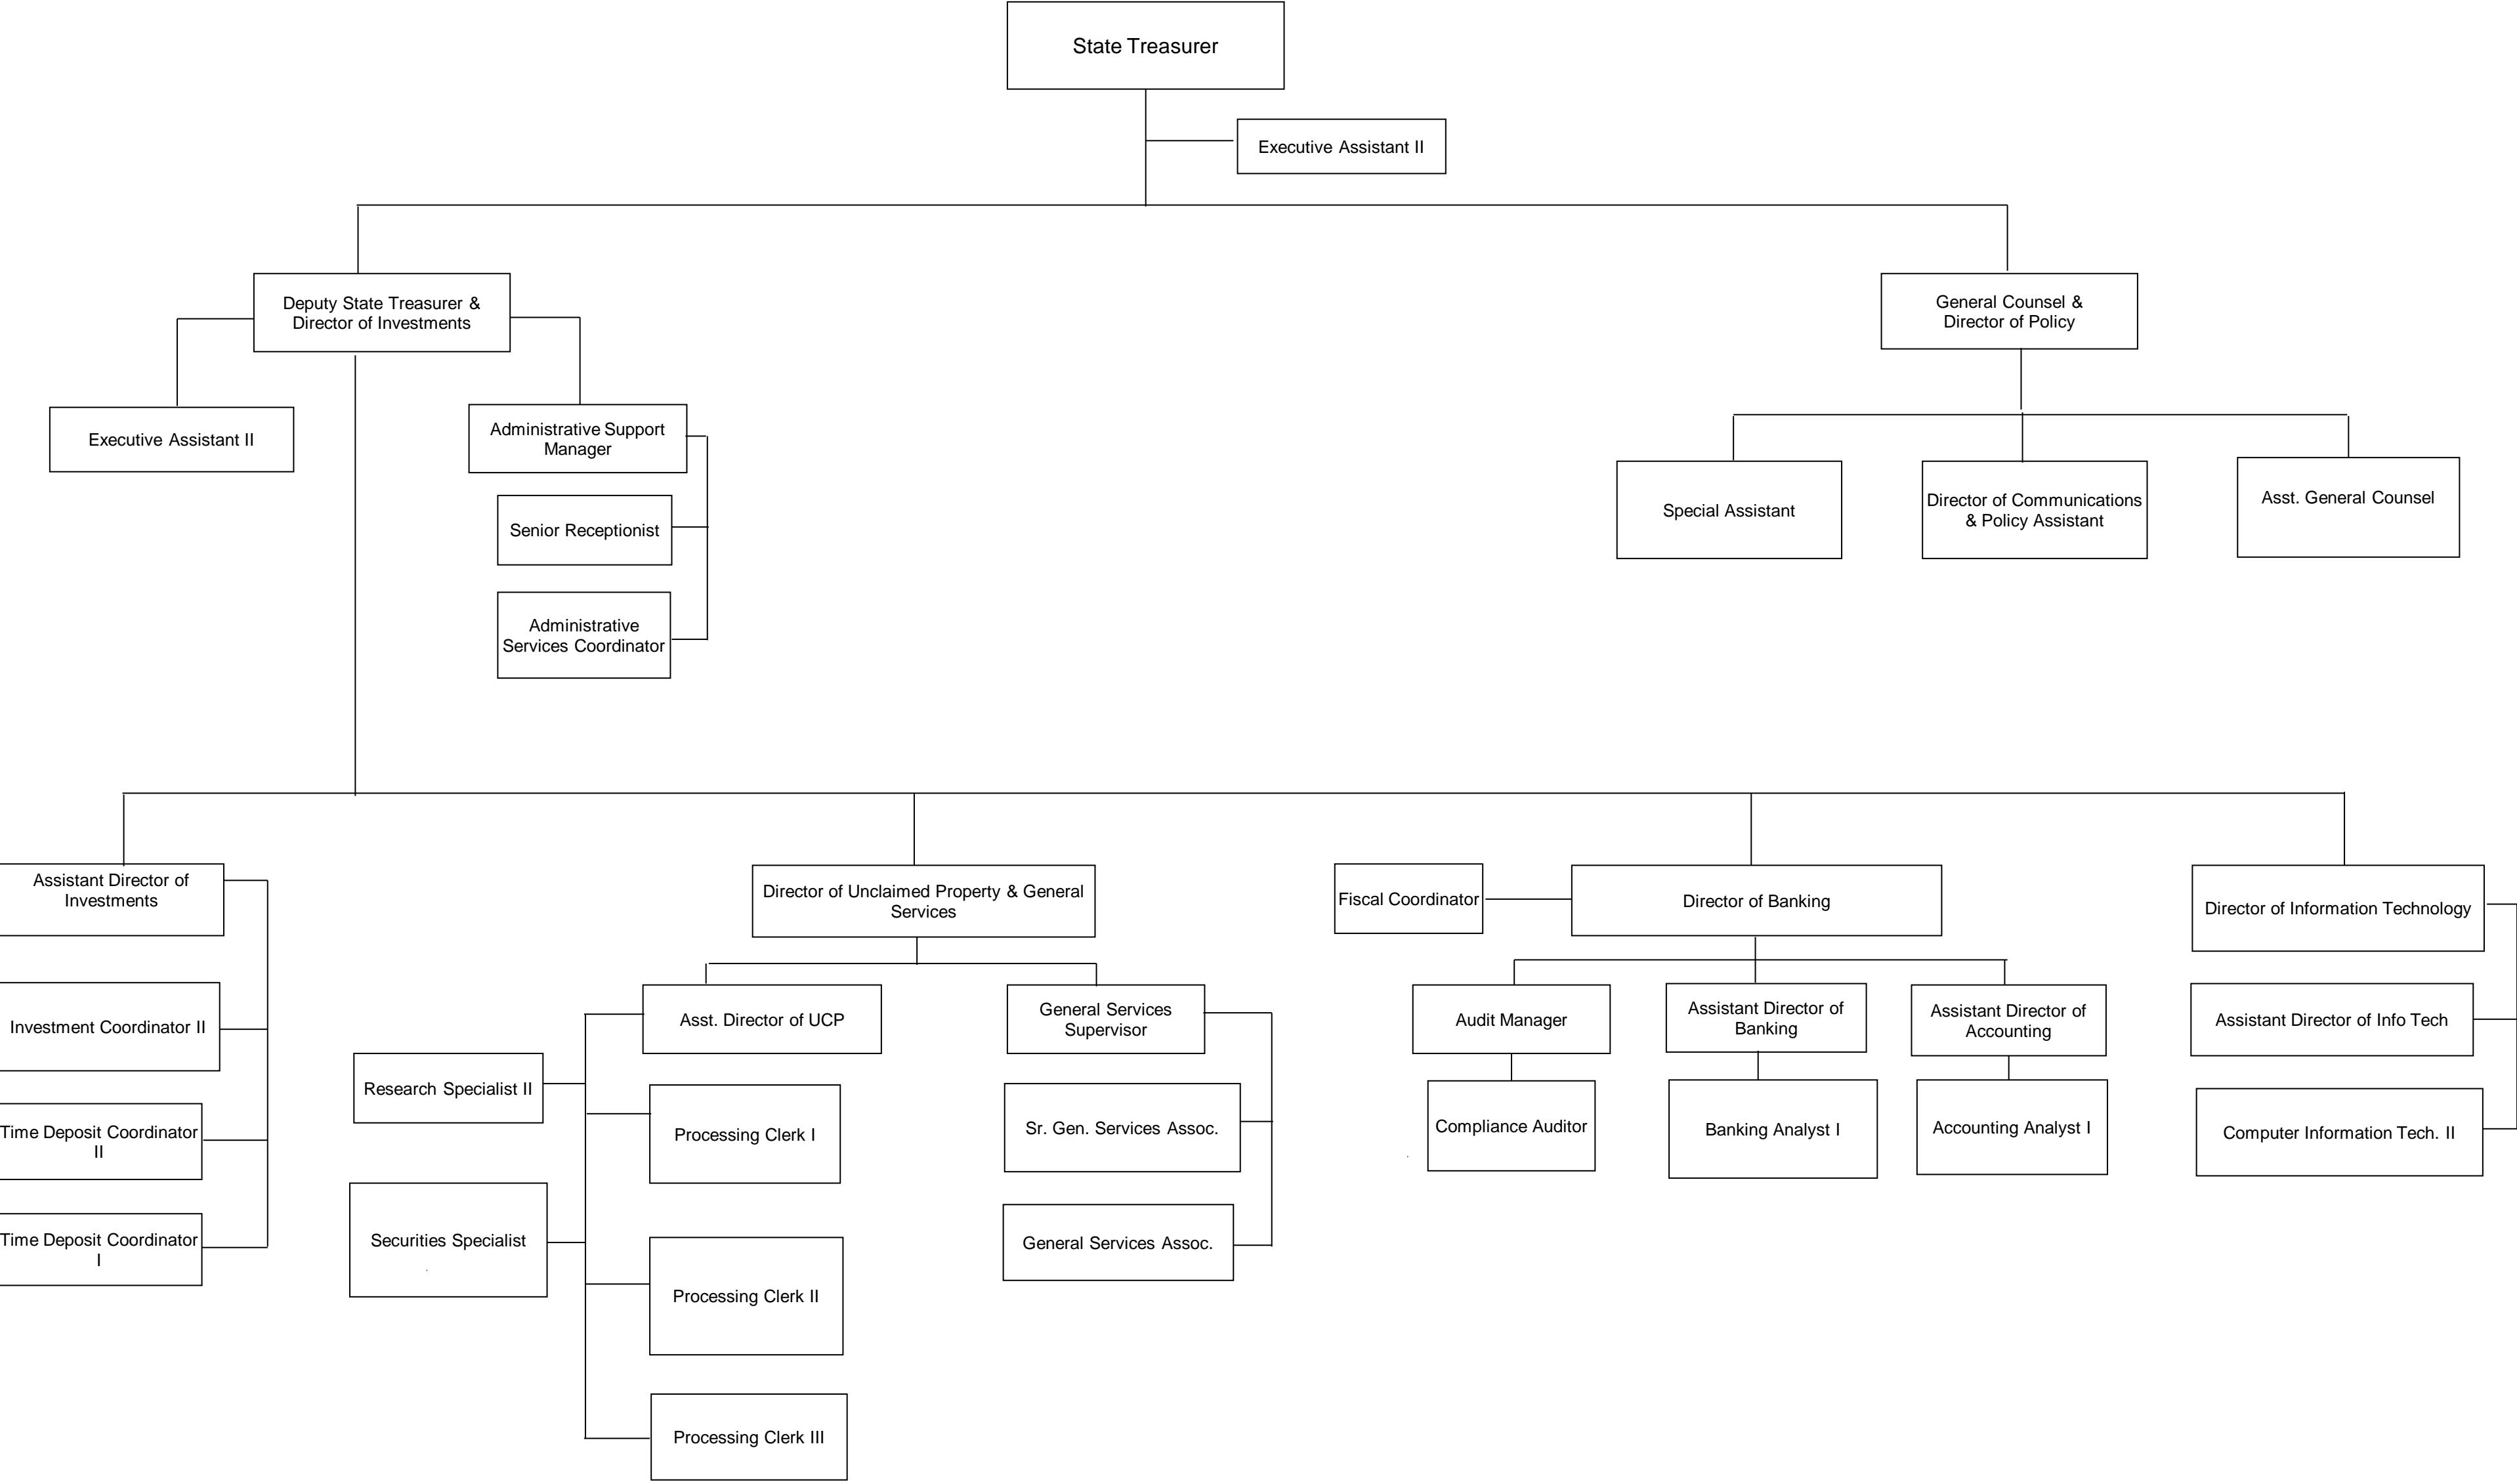 State Treasurer
Executive Assistant II
Deputy State Treasurer &
Director of Investments
General Counsel &
Director of Policy
Executive Assistant II
Administrative Support
Manager
Senior Receptionist
Administrative
Services Coordinator
Special Assistant
Director of Communications
& Policy Assistant
Asst. General Counsel
Assistant Director of
Investments
Investment Coordinator II
Time Deposit Coordinator
II
Time Deposit Coordinator
I
Director of Unclaimed Property & General
Services
Asst. Director of UCP
Research Specialist II
Processing Clerk I
Securities Specialist
Processing Clerk II
Processing Clerk III
General Services
Supervisor
Sr. Gen. Services Assoc.
General Services Assoc.
Fiscal Coordinator
Director of Banking
Audit Manager
Compliance Auditor
Assistant Director of
Banking
Banking Analyst I
Assistant Director of
Accounting
Accounting Analyst I
Director of Information Technology
Assistant Director of Info Tech
Computer Information Tech. II